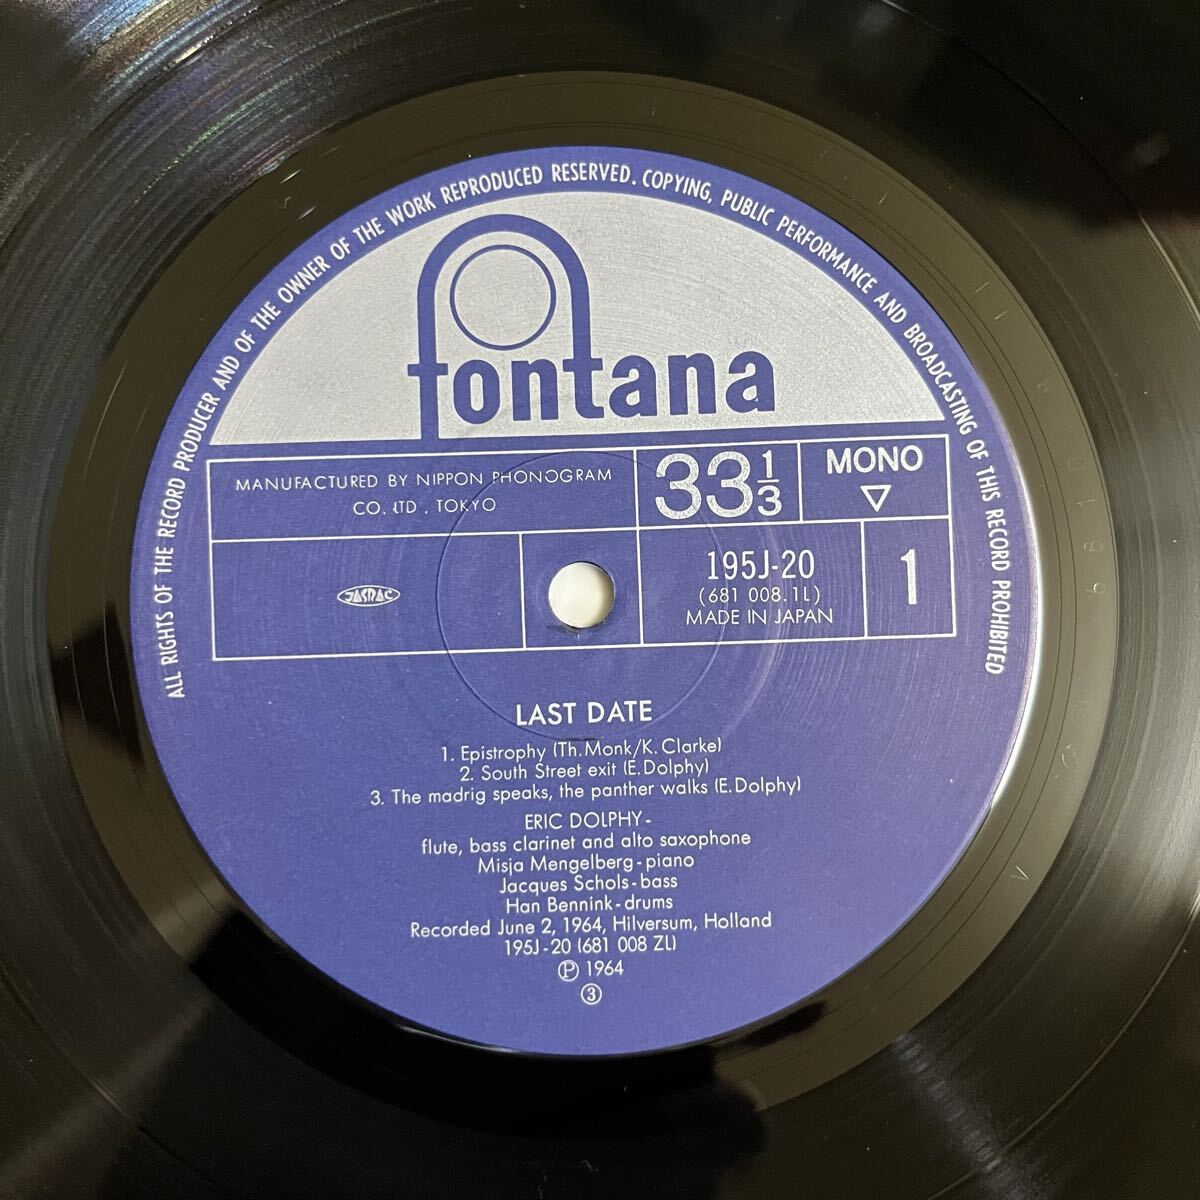 ALL RIGHTS OF THE RECORD PRODUCER AND OF THE OWNER OF THE WORK REPRODUCED RESERVED. COPYING, PUBLIC PERFORMANCE AND BROADCASTING OF THIS RECORD PROHIBITED
fontana
MANUFACTURED BY NIPPON PHONOGRAM
CO. LTD., TOKYO
33 1/3
MONO
▽
JASRAC
195J-20
(681 008.1L)
MADE IN JAPAN
1
LAST DATE
1. Epistrophy (Th. Monk/K. Clarke)
2. South Street exit (E. Dolphy)
3. The madrig speaks, the panther walks (E. Dolphy)
ERIC DOLPHY-
flute, bass clarinet and alto saxophone
Misja Mengelberg-piano
Jacques Schols-bass
Han Bennink-drums
Recorded June 2, 1964, Hilversum, Holland
195J-20 (681 008 ZL)
Ⓟ 1964
③